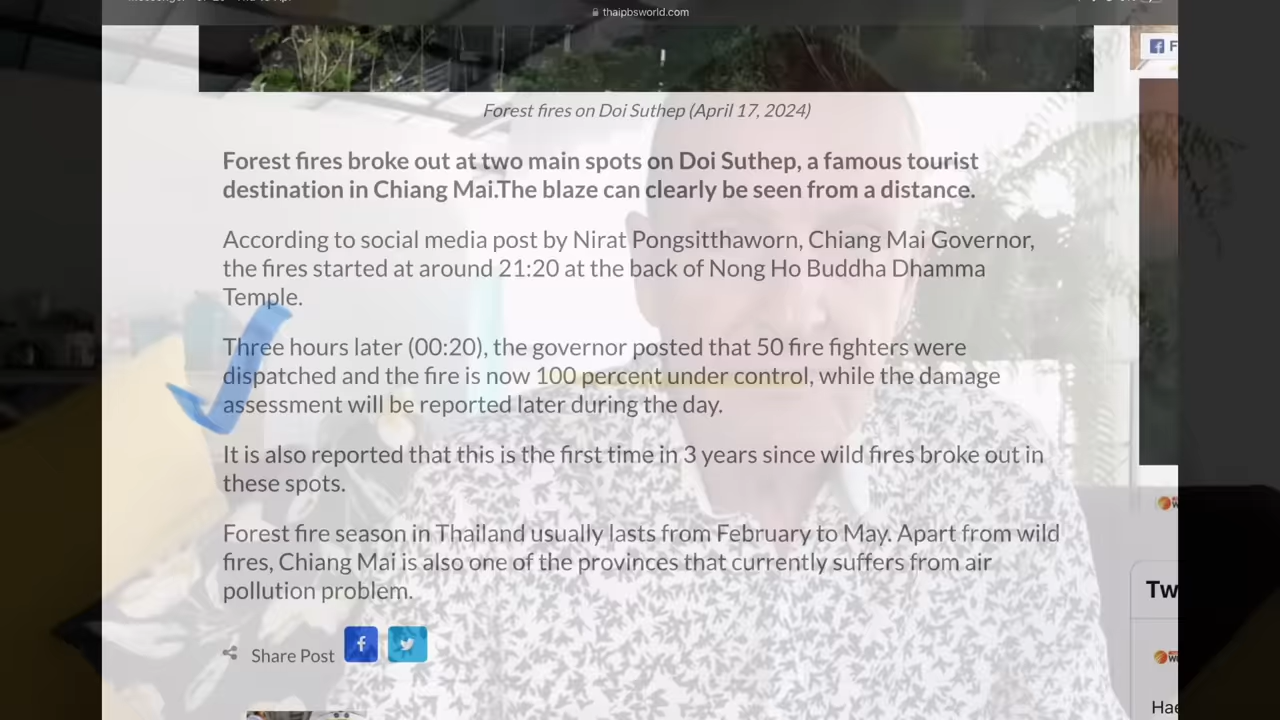 thaipbsworld.com
Forest fires on Doi Suthep (April 17, 2024)
Forest fires broke out at two main spots on Doi Suthep, a famous tourist
destination in Chiang Mai.The blaze can clearly be seen from a distance.
According to social media post by Nirat Pongsitthaworn, Chiang Mai Governor,
the fires started at around 21:20 at the back of Nong Ho Buddha Dhamma
Temple.
Three hours later (00:20), the governor posted that 50 fire fighters were
dispatched and the fire is now 100 percent under control, while the damage
assessment will be reported later during the day.
It is also reported that this is the first time in 3 years since wild fires broke out in
these spots.
Forest fire season in Thailand usually lasts from February to May. Apart from wild
fires, Chiang Mai is also one of the provinces that currently suffers from air
pollution problem.
Share Post
F
Tw
Hae